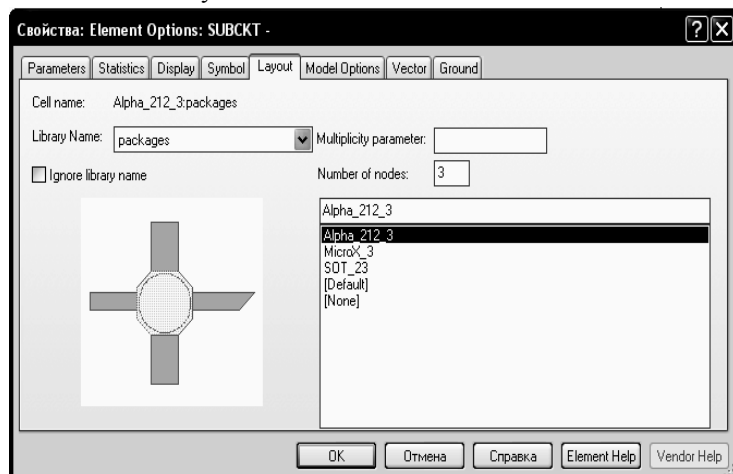 Свойства: Element Options: SUBCKT -
Parameters Statistics Display Symbol Layout Model Options Vector Ground
Cell name: Alpha_212_3:packages
Library Name: packages Multiplicity parameter:
Ignore library name Number of nodes: 3
Alpha_212_3
Alpha_212_3
MicroX_3
SOT_23
[Default]
[None]
OK Отмена Справка Element Help Vendor Help